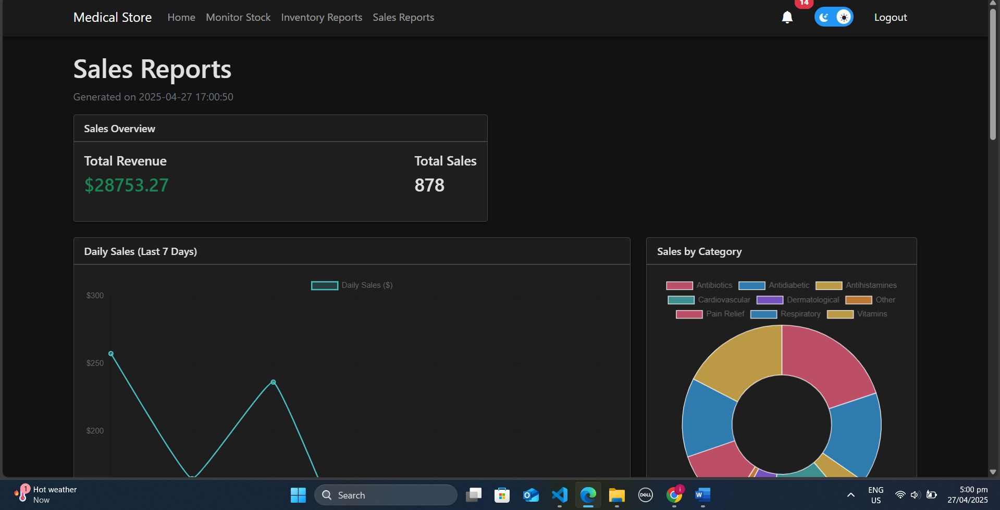 Medical Store Home Monitor Stock Inventory Reports Sales Reports 14 Logout
Sales Reports
Generated on 2025-04-27 17:00:50
Sales Overview
Total Revenue Total Sales
$28753.27 878
Daily Sales (Last 7 Days)
Daily Sales ($)
$300
$250
$200
Sales by Category
Antibiotics Antidiabetic Antihistamines
Cardiovascular Dermatological Other
Pain Relief Respiratory Vitamins
1
Hot weather
Now
Search
DELL
W
ENG
US
5:00 pm
27/04/2025